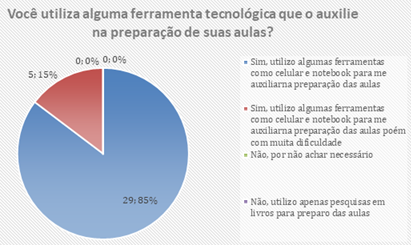 Você utiliza alguma ferramenta tecnológica que o auxilie
na preparação de suas aulas?
0; 0% 0; 0%
5; 15%
29; 85%
Sim, utilizo algumas ferramentas
como celular e notebook para me
auxiliarna preparação das aulas
Sim, utilizo algumas ferramentas
como celular e notebook para me
auxiliarna preparação das aulas poém
com muita dificuldade
Não, por não achar necessário
Não, utilizo apenas pesquisas em
livros para preparo das aulas